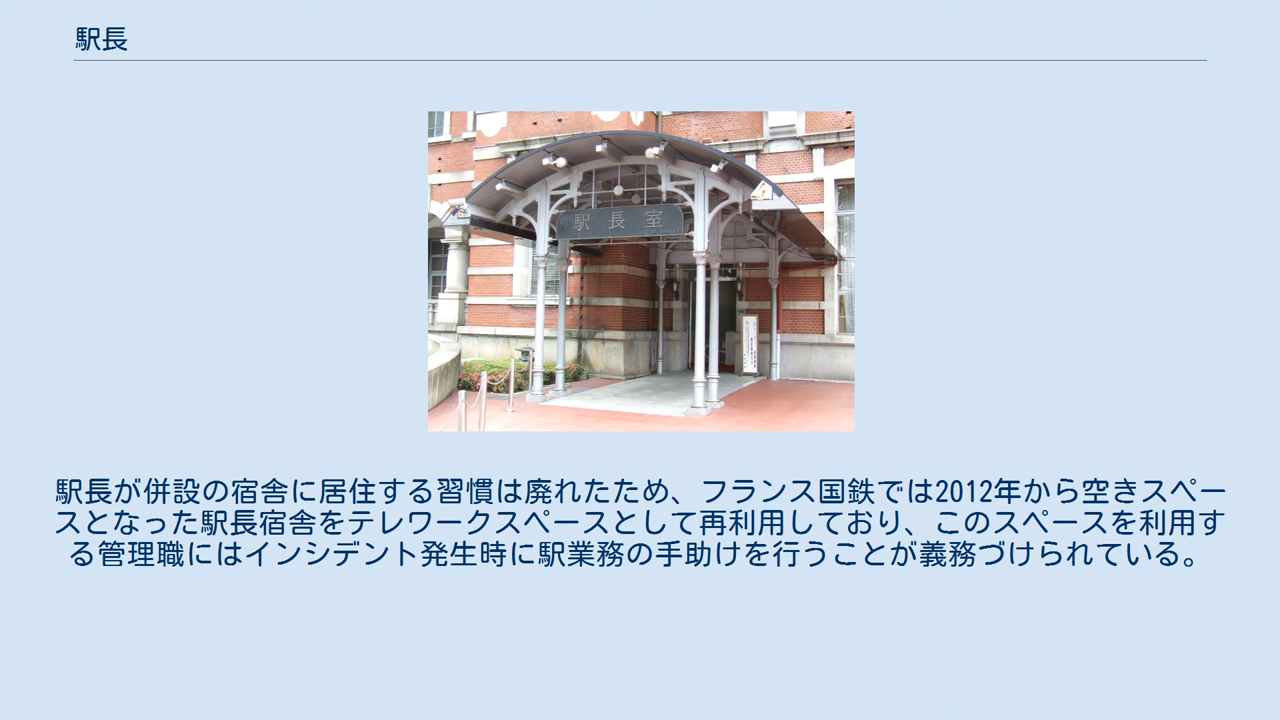 駅長
駅長室
駅長が併設の宿舎に居住する習慣は廃れたため、フランス国鉄では2012年から空きスペー
スとなった駅長宿舎をテレワークスペースとして再利用しており、このスペースを利用す
る管理職にはインシデント発生時に駅業務の手助けを行うことが義務づけられている。